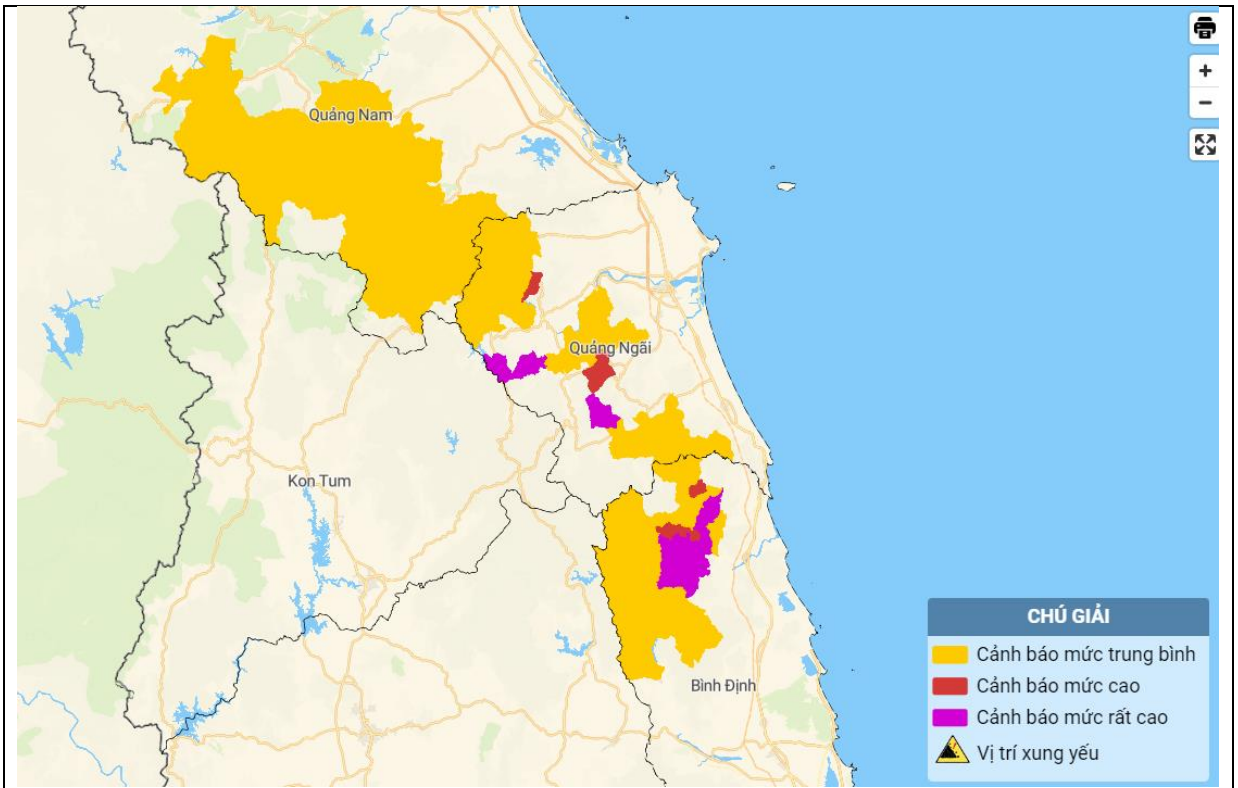 Quảng Nam
Quảng Ngãi
Kon Tum
Bình Định
+
−
CHÚ GIẢI
Cảnh báo mức trung bình
Cảnh báo mức cao
Cảnh báo mức rất cao
Vị trí xung yếu